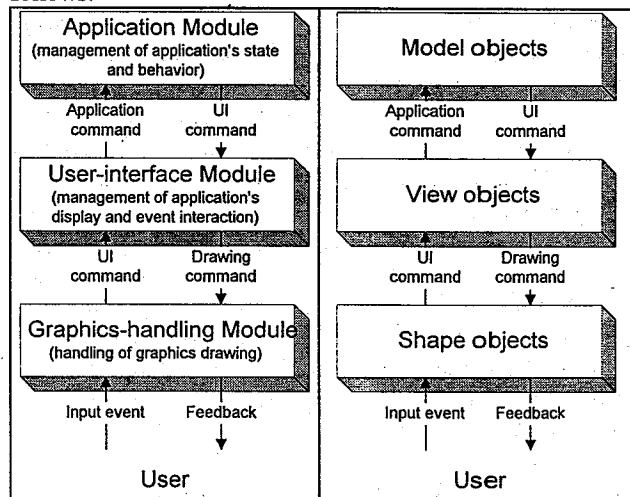 Application Module
(management of application's state
and behavior)
Application
command
UI
command
User-interface Module
(management of application's
display and event interaction)
UI
command
Drawing
command
Graphics-handling Module
(handling of graphics drawing)
Input event
Feedback
User
Model objects
Application
command
UI
command
View objects
UI
command
Drawing
command
Shape objects
Input event
Feedback
User